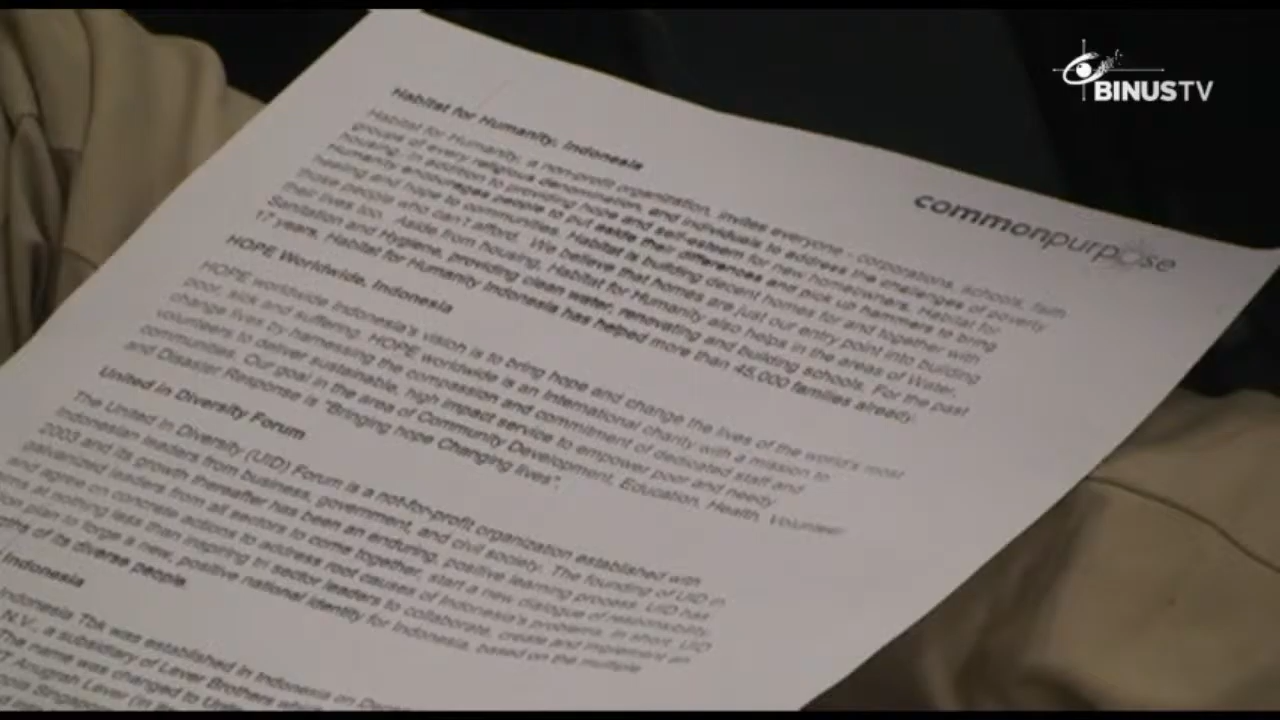 BINUSTV
commonpurpose
Habitat for Humanity, Indonesia
Habitat for Humanity, a non-profit organization, invites everyone - corporations, schools, faith
groups of every religious denomination, and individuals to address the challenges of poverty
housing. In addition to providing hope and self-esteem for new homeowners, Habitat for
Humanity encourages people to put aside their differences and pick up hammers to bring
healing and hope to communities. Habitat is building decent homes for and together with
those people who can't afford. We believe that homes are just our entry point into building
their lives too. Aside from housing, Habitat for Humanity also helps in the areas of Water,
Sanitation and Hygiene, providing clean water, renovating and building schools. For the past
17 years, Habitat for Humanity Indonesia has helped more than 45,000 families already.
HOPE Worldwide, Indonesia
HOPE worldwide Indonesia's vision is to bring hope and change the lives of the world's most
poor, sick and suffering. HOPE worldwide is an International charity with a mission to
change lives by harnessing the compassion and commitment of dedicated staff and
volunteers to deliver sustainable, high impact service to empower poor and needy
communities. Our goal in the area of Community Development, Education, Health, Volunteer
and Disaster Response is "Bringing hope Changing lives".
United in Diversity Forum
The United in Diversity (UID) Forum is a not-for-profit organization established with
Indonesian leaders from business, government, and civil society. The founding of UID in
2003 and its growth thereafter has been an enduring, positive learning process. UID has
galvanized leaders from all sectors to come together, start a new dialogue of responsibility,
and agree on concrete actions to address root causes of Indonesia's problems. In short, UID
at nothing less than inspiring tri sector leaders to collaborate, create and implement an
plan to forge a new, positive national identity for Indonesia, based on the multiple
of its diverse people.
Indonesia
Indonesia Tbk was established in Indonesia on
N.V., a subsidiary of Lever Brothers
The name was changed to
Lever